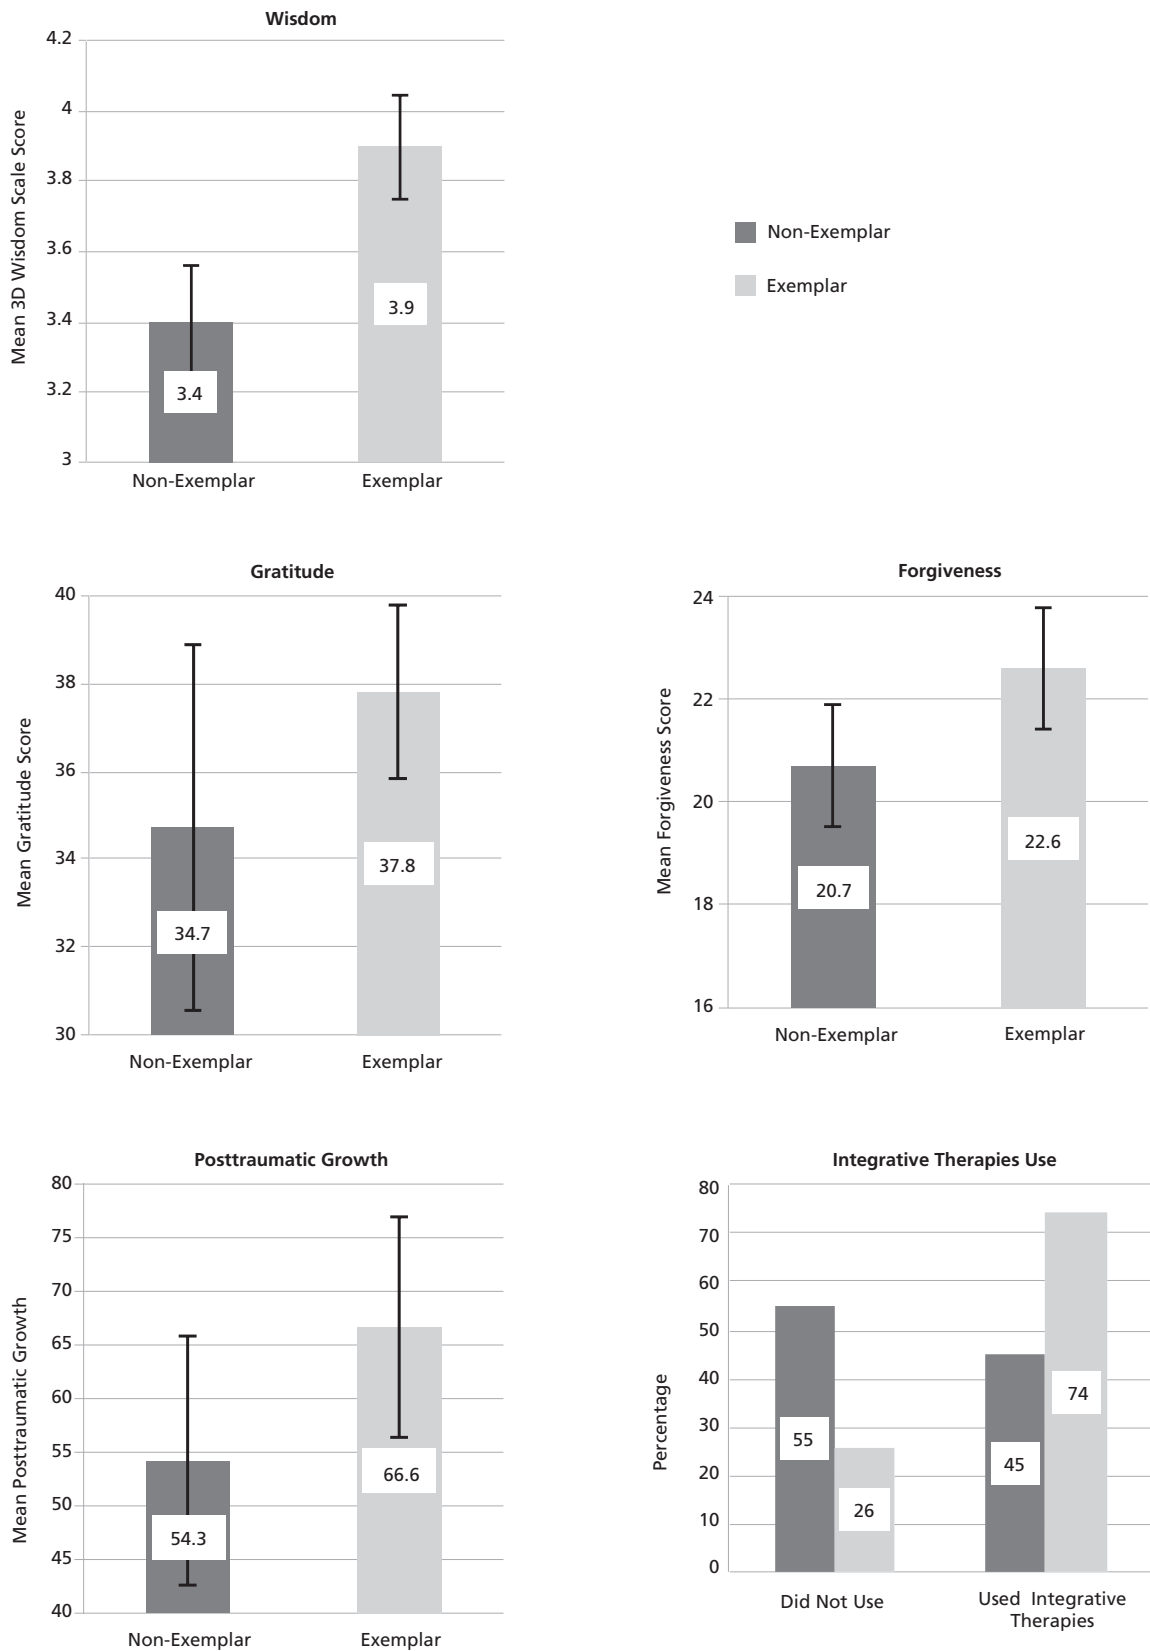 Wisdom
Mean 3D Wisdom Scale Score
4.2
4
3.8
3.6
3.4
3.2
3
3.4
3.9
Non-Exemplar
Exemplar
Non-Exemplar
Exemplar
Gratitude
Mean Gratitude Score
40
38
36
34
32
30
34.7
37.8
Non-Exemplar
Exemplar
Forgiveness
Mean Forgiveness Score
24
22
20
18
16
20.7
22.6
Non-Exemplar
Exemplar
Posttraumatic Growth
Mean Posttraumatic Growth
80
75
70
65
60
55
50
45
40
54.3
66.6
Non-Exemplar
Exemplar
Integrative Therapies Use
Percentage
80
70
60
50
40
30
20
10
0
55
26
45
74
Did Not Use
Used Integrative
Therapies